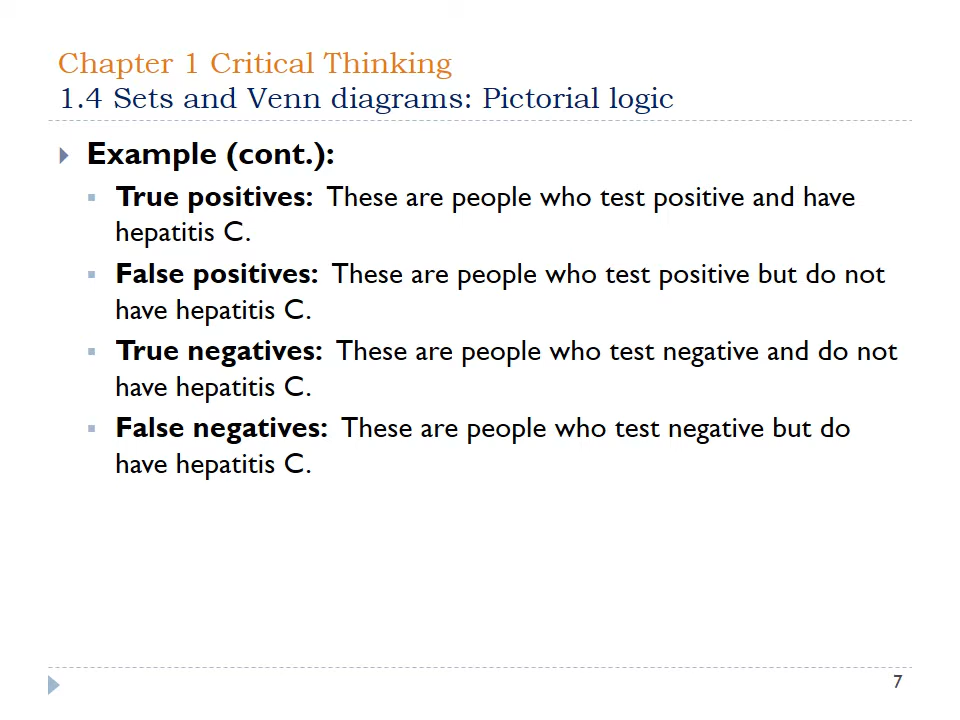 Chapter 1 Critical Thinking
1.4 Sets and Venn diagrams: Pictorial logic
Example (cont.):
True positives: These are people who test positive and have
hepatitis C.
False positives: These are people who test positive but do not
have hepatitis C.
True negatives: These are people who test negative and do not
have hepatitis C.
False negatives: These are people who test negative but do
have hepatitis C.
7